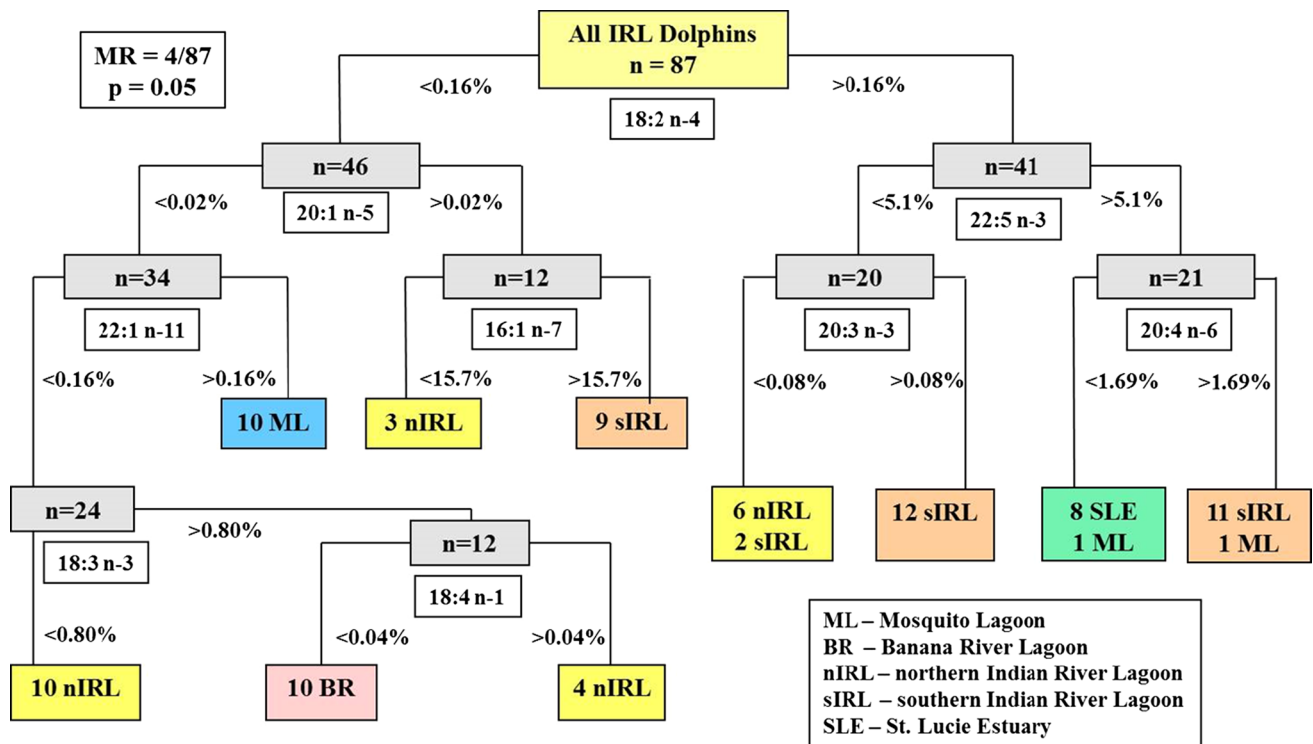 MR = 4/87
p = 0.05
All IRL Dolphins
n = 87
<0.16%
>0.16%
18:2 n-4
n=46
n=41
<0.02%
20:1 n-5
>0.02%
<5.1%
22:5 n-3
>5.1%
n=34
n=12
n=20
n=21
22:1 n-11
16:1 n-7
20:3 n-3
20:4 n-6
<0.16%
>0.16%
<15.7%
>15.7%
<0.08%
>0.08%
<1.69%
>1.69%
10 ML
3 nIRL
9 sIRL
6 nIRL
2 sIRL
12 sIRL
8 SLE
1 ML
11 sIRL
1 ML
n=24
>0.80%
n=12
18:3 n-3
18:4 n-1
<0.80%
<0.04%
>0.04%
10 nIRL
10 BR
4 nIRL
ML – Mosquito Lagoon
BR – Banana River Lagoon
nIRL – northern Indian River Lagoon
sIRL – southern Indian River Lagoon
SLE – St. Lucie Estuary